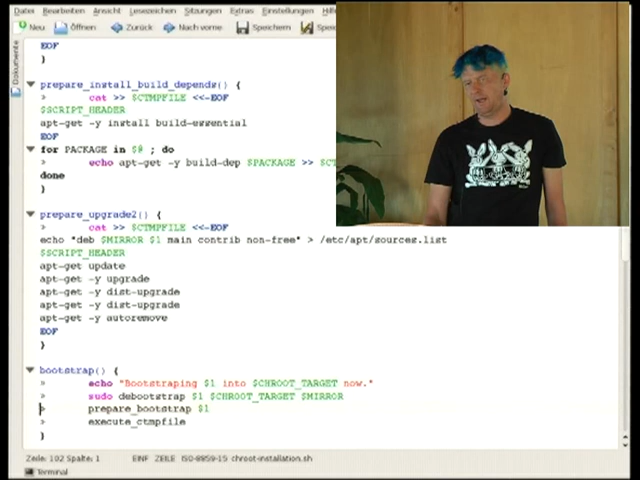 Datei Bearbeiten Ansicht Lesezeichen Sitzungen Extras Einstellungen
Neu Öffnen Zurück Nach vorne Speichern
Dokumente
EOF
}
prepare_install_build_depends() {
» cat >> $CTMPFILE <<-EOF
$SCRIPT_HEADER
apt-get -y install build-essential
EOF
for PACKAGE in $@ ; do
» echo apt-get -y build-dep $PACKAGE >> $CT
done
}
prepare_upgrade2() {
» cat >> $CTMPFILE <<-EOF
echo "deb $MIRROR $1 main contrib non-free" > /etc/apt/sources.list
$SCRIPT_HEADER
apt-get update
apt-get -y upgrade
apt-get -y dist-upgrade
apt-get -y dist-upgrade
apt-get -y autoremove
EOF
}
bootstrap() {
» echo "Bootstraping $1 into $CHROOT_TARGET now."
» sudo debootstrap $1 $CHROOT_TARGET $MIRROR
» prepare_bootstrap $1
» execute_ctmpfile
}
Zeile: 102 Spalte: 1 EINF ZEILE ISO-8859-15 chroot-installation.sh
Terminal